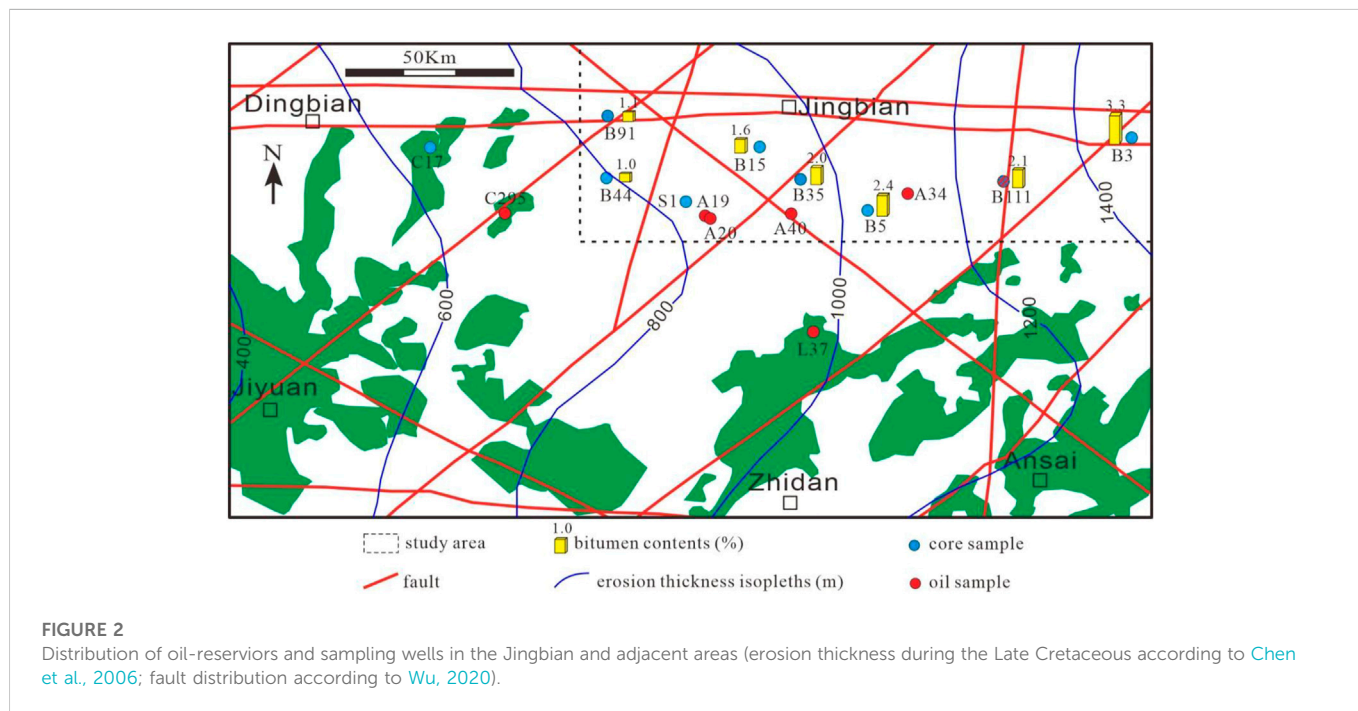 50Km
Dingbian
Jingbian
N
1.1
B91
1.6
B15
3.3
B3
C17
1.0
B44
2.0
B35
2.1
B111
1400
C295
S1
A19
A20
A40
2.4
B5
A34
600
800
1000
1200
400
L37
Jiyuan
Ansai
Zhidan
study area
1.0
bitumen contents (%)
core sample
fault
erosion thickness isopleths (m)
oil sample
FIGURE 2
Distribution of oil-reserviors and sampling wells in the Jingbian and adjacent areas (erosion thickness during the Late Cretaceous according to Chen
et al., 2006; fault distribution according to Wu, 2020).